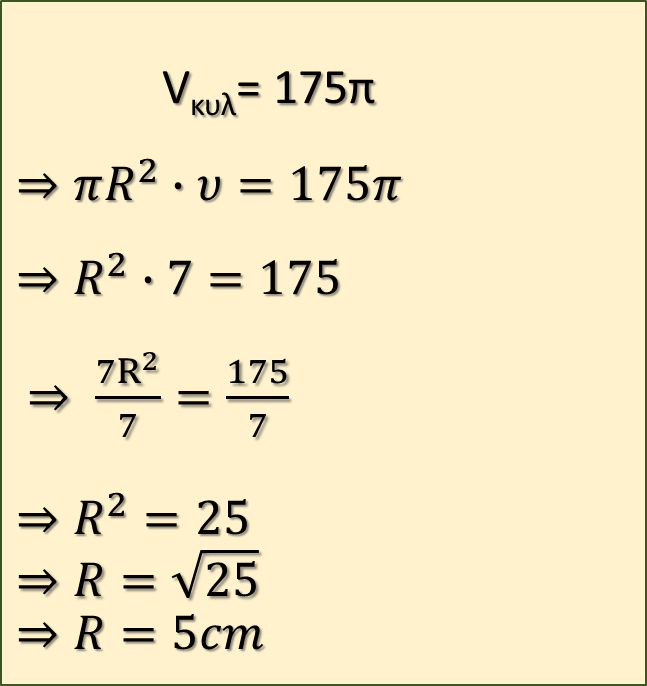 Vκυλ= 175π
⇒ πR² · υ = 175π
⇒ R² · 7 = 175
⇒ 7R²/7 = 175/7
⇒ R² = 25
⇒ R = √25
⇒ R = 5cm